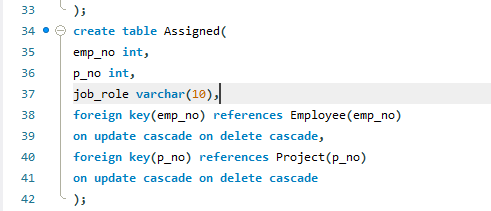 33 );
34 create table Assigned(
35 emp_no int,
36 p_no int,
37 job_role varchar(10),
38 foreign key(emp_no) references Employee(emp_no)
39 on update cascade on delete cascade,
40 foreign key(p_no) references Project(p_no)
41 on update cascade on delete cascade
42 );